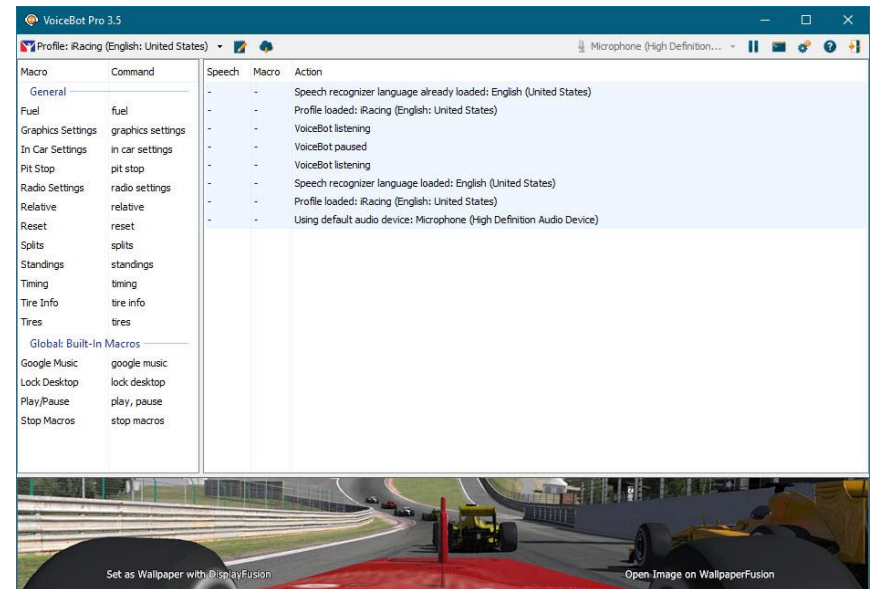 VoiceBot Pro 3.5
Profile: iRacing (English: United States)
Microphone (High Definition...
Macro Command Speech Macro Action
General
Fuel fuel
Graphics Settings graphics settings
In Car Settings in car settings
Pit Stop pit stop
Radio Settings radio settings
Relative relative
Reset reset
Splits splits
Standings standings
Timing timing
Tire Info tire info
Tires tires
Global: Built-In Macros
Google Music google music
Lock Desktop lock desktop
Play/Pause play, pause
Stop Macros stop macros
- - Speech recognizer language already loaded: English (United States)
- - Profile loaded: iRacing (English: United States)
- - VoiceBot listening
- - VoiceBot paused
- - VoiceBot listening
- - Speech recognizer language loaded: English (United States)
- - Profile loaded: iRacing (English: United States)
- - Using default audio device: Microphone (High Definition Audio Device)
Set as Wallpaper with DisplayFusion
Open Image on WallpaperFusion